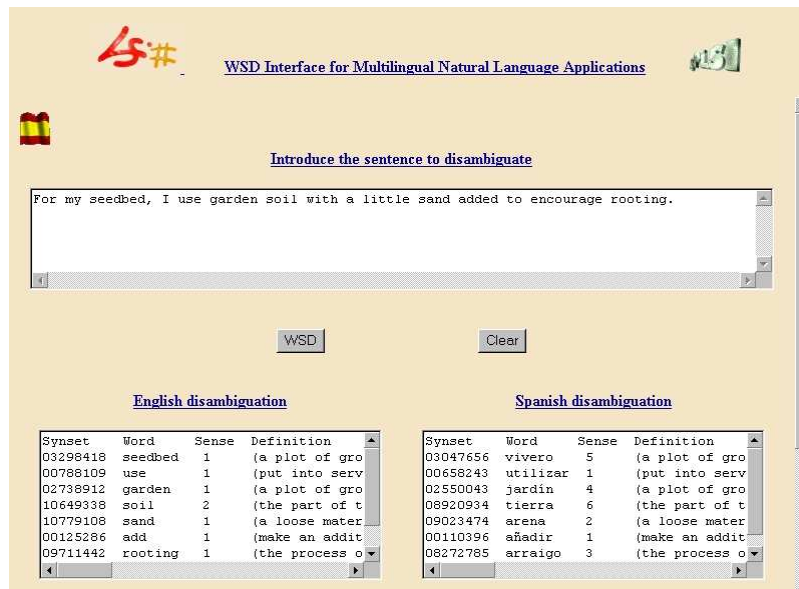 LS#
WSD Interface for Multilingual Natural Language Applications
Introduce the sentence to disambiguate
For my seedbed, I use garden soil with a little sand added to encourage rooting.
WSD Clear
English disambiguation Spanish disambiguation
Synset Word Sense Definition
03298418 seedbed 1 (a plot of gro
00788109 use 1 (put into serv
02738912 garden 1 (a plot of gro
10649338 soil 2 (the part of t
10779108 sand 1 (a loose mater
00125286 add 1 (make an addit
09711442 rooting 1 (the process o
Synset Word Sense Definition
03047656 vivero 5 (a plot of gro
00658243 utilizar 1 (put into serv
02550043 jardín 4 (a plot of gro
08920934 tierra 6 (the part of t
09023474 arena 2 (a loose mater
00110396 añadir 1 (make an addit
08272785 arraigo 3 (the process o